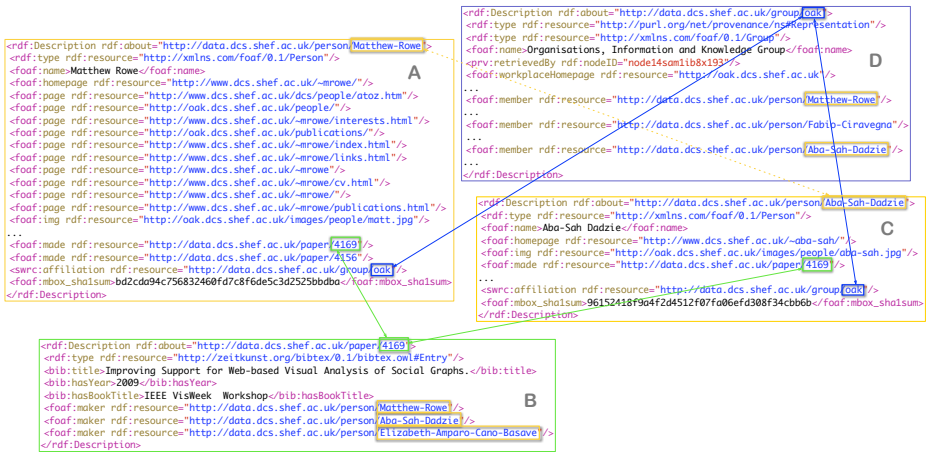 <rdf:Description rdf:about="http://data.dcs.shef.ac.uk/person/Matthew-Rowe">
<rdf:type rdf:resource="http://xmlns.com/foaf/0.1/Person"/>
<foaf:name>Matthew Rowe</foaf:name>
<foaf:homepage rdf:resource="http://www.dcs.shef.ac.uk/~mrowe/"/>
<foaf:page rdf:resource="http://www.dcs.shef.ac.uk/dcs/people/atoz.htm"/>
<foaf:page rdf:resource="http://oak.dcs.shef.ac.uk/people/"/>
<foaf:page rdf:resource="http://www.dcs.shef.ac.uk/~mrowe/interests.html"/>
<foaf:page rdf:resource="http://oak.dcs.shef.ac.uk/publications/"/>
<foaf:page rdf:resource="http://www.dcs.shef.ac.uk/~mrowe/index.html"/>
<foaf:page rdf:resource="http://www.dcs.shef.ac.uk/~mrowe/links.html"/>
<foaf:page rdf:resource="http://www.dcs.shef.ac.uk/~mrowe"/>
<foaf:page rdf:resource="http://www.dcs.shef.ac.uk/~mrowe/cv.html"/>
<foaf:page rdf:resource="http://www.dcs.shef.ac.uk/~mrowe/"/>
<foaf:page rdf:resource="http://www.dcs.shef.ac.uk/~mrowe/publications.html"/>
<foaf:img rdf:resource="http://oak.dcs.shef.ac.uk/images/people/matt.jpg"/>
...
<foaf:made rdf:resource="http://data.dcs.shef.ac.uk/paper/4169"/>
<foaf:made rdf:resource="http://data.dcs.shef.ac.uk/paper/4156"/>
<swrc:affiliation rdf:resource="http://data.dcs.shef.ac.uk/group/oak"/>
<foaf:mbox_sha1sum>bd2cda94c756832460fd7c8f6de5c3d2525bbdba</foaf:mbox_sha1sum>
</rdf:Description>
A
<rdf:Description rdf:about="http://data.dcs.shef.ac.uk/group/oak">
<rdf:type rdf:resource="http://purl.org/net/provenance/ns#Representation"/>
<rdf:type rdf:resource="http://xmlns.com/foaf/0.1/Group"/>
<foaf:name>Organisations, Information and Knowledge Group</foaf:name>
<prv:retrievedBy rdf:nodeID="node14sam1ib8x193"/>
<foaf:workplaceHomepage rdf:resource="http://oak.dcs.shef.ac.uk"/>
...
<foaf:member rdf:resource="http://data.dcs.shef.ac.uk/person/Matthew-Rowe"/>
...
<foaf:member rdf:resource="http://data.dcs.shef.ac.uk/person/Fabio-Ciravegna"/>
...
<foaf:member rdf:resource="http://data.dcs.shef.ac.uk/person/Aba-Sah-Dadzie"/>
...
</rdf:Description>
D
<rdf:Description rdf:about="http://data.dcs.shef.ac.uk/person/Aba-Sah-Dadzie">
<rdf:type rdf:resource="http://xmlns.com/foaf/0.1/Person"/>
<foaf:name>Aba-Sah Dadzie</foaf:name>
<foaf:homepage rdf:resource="http://www.dcs.shef.ac.uk/~aba-sah/"/>
<foaf:img rdf:resource="http://oak.dcs.shef.ac.uk/images/people/aba-sah.jpg"/>
<foaf:made rdf:resource="http://data.dcs.shef.ac.uk/paper/4169"/>
...
<swrc:affiliation rdf:resource="http://data.dcs.shef.ac.uk/group/oak"/>
<foaf:mbox_sha1sum>96152418f9a4f2d4512f07fa06efd308f34cbb6b</foaf:mbox_sha1sum>
</rdf:Description>
C
<rdf:Description rdf:about="http://data.dcs.shef.ac.uk/paper/4169">
<rdf:type rdf:resource="http://zeitkunst.org/bibtex/0.1/bibtex.owl#Entry"/>
<bib:title>Improving Support for Web-based Visual Analysis of Social Graphs.</bib:title>
<bib:hasYear>2009</bib:hasYear>
<bib:hasBookTitle>IEEE VisWeek  Workshop</bib:hasBookTitle>
<foaf:maker rdf:resource="http://data.dcs.shef.ac.uk/person/Matthew-Rowe"/>
<foaf:maker rdf:resource="http://data.dcs.shef.ac.uk/person/Aba-Sah-Dadzie"/>
<foaf:maker rdf:resource="http://data.dcs.shef.ac.uk/person/Elizabeth-Amparo-Cano-Basave"/>
</rdf:Description>
B